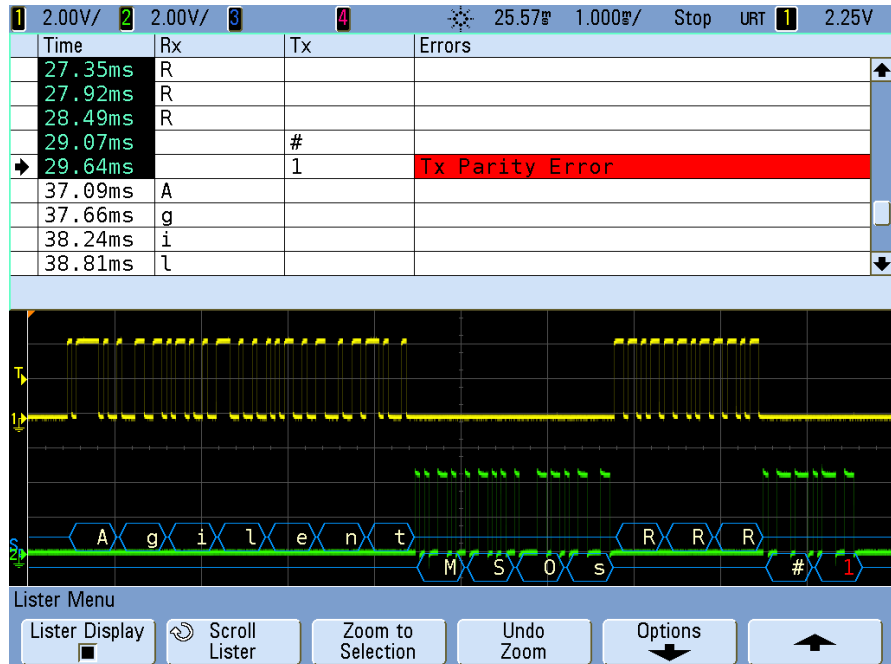 1 2.00V/ 2 2.00V/ 3 4 25.57ms 1.000ms/ Stop URT 1 2.25V
Time Rx Tx Errors
27.35ms R
27.92ms R
28.49ms R
29.07ms #
29.64ms 1 Tx Parity Error
37.09ms A
37.66ms g
38.24ms i
38.81ms l
T
1
A g i l e n t R R R
S
2
M S O s # 1
Lister Menu
Lister Display Scroll Lister Zoom to Selection Undo Zoom Options